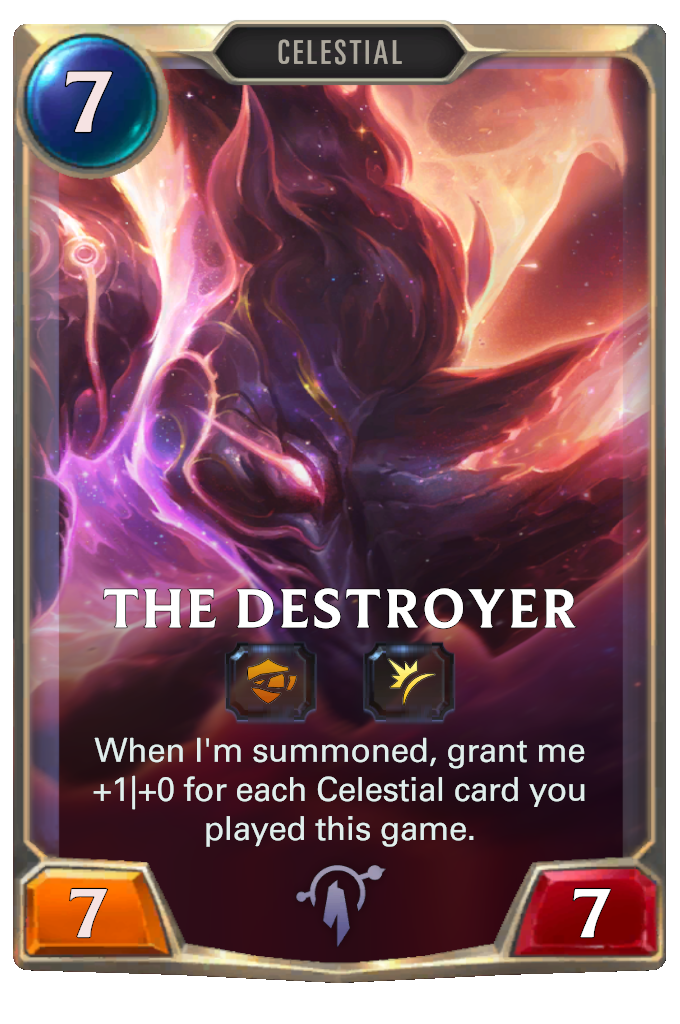 CELESTIAL
7
THE DESTROYER
When I'm summoned, grant me
+1|+0 for each Celestial card you
played this game.
7
7